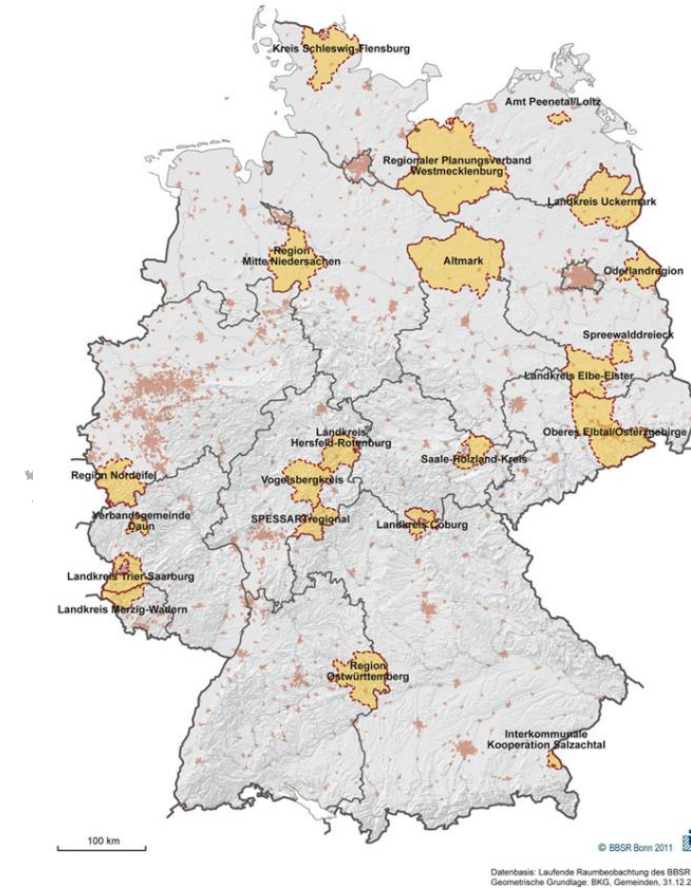 Kreis Schleswig-Flensburg
Amt Peenetal/Loitz
Regionaler Planungsverband
Westmecklenburg
Landkreis Uckermark
Region
Mitte Niedersachen
Altmark
Oderlandregion
Spreewalddreieck
Landkreis Elbe-Elster
Landkreis
Hersfeld-Rotenburg
Oberes Elbtal/Osterzgebirge
Saale-Holzland-Kreis
Region Nordeifel
Vogelsbergkreis
Verbandsgemeinde
Daun
SPESSARTregional
Landkreis Coburg
Landkreis Trier-Saarburg
Landkreis Merzig-Wadern
Region
Ostwürttemberg
Interkommunale
Kooperation Salzachtal
100 km
© BBSR Bonn 2011
Datenbasis: Laufende Raumbeobachtung des BBSR
Geometrische Grundlage: BKG, Gemeinden, 31.12.2